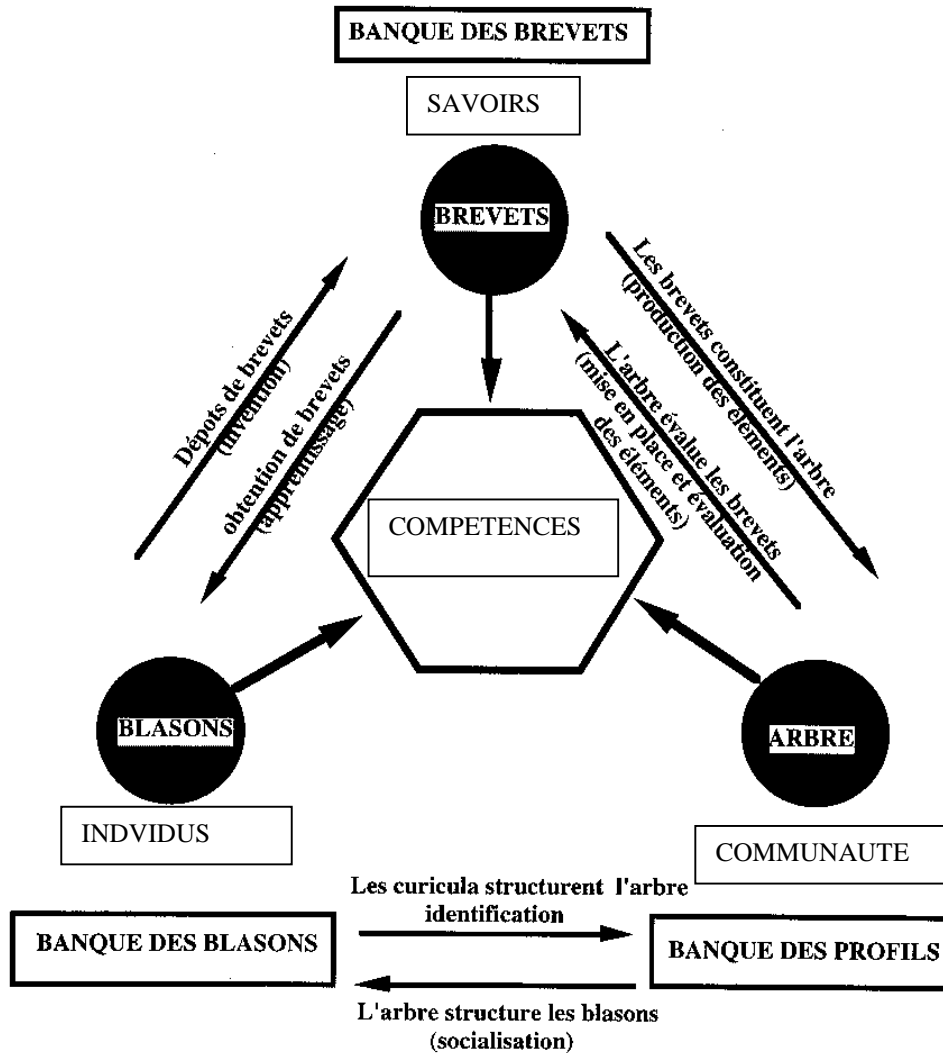 BANQUE DES BREVETS
SAVOIRS
BREVETS
Dépots de brevets
(invention)
obtention de brevets
(apprentissage)
Les brevets constituent l'arbre
(production des éléments)
L'arbre évalue les brevets
(mise en place et évaluation
des éléments)
COMPETENCES
BLASONS
ARBRE
INDVIDUS
COMMUNAUTE
Les curicula structurent l'arbre
identification
BANQUE DES BLASONS
BANQUE DES PROFILS
L'arbre structure les blasons
(socialisation)